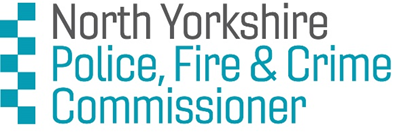 North Yorkshire
Police, Fire & Crime
Commissioner